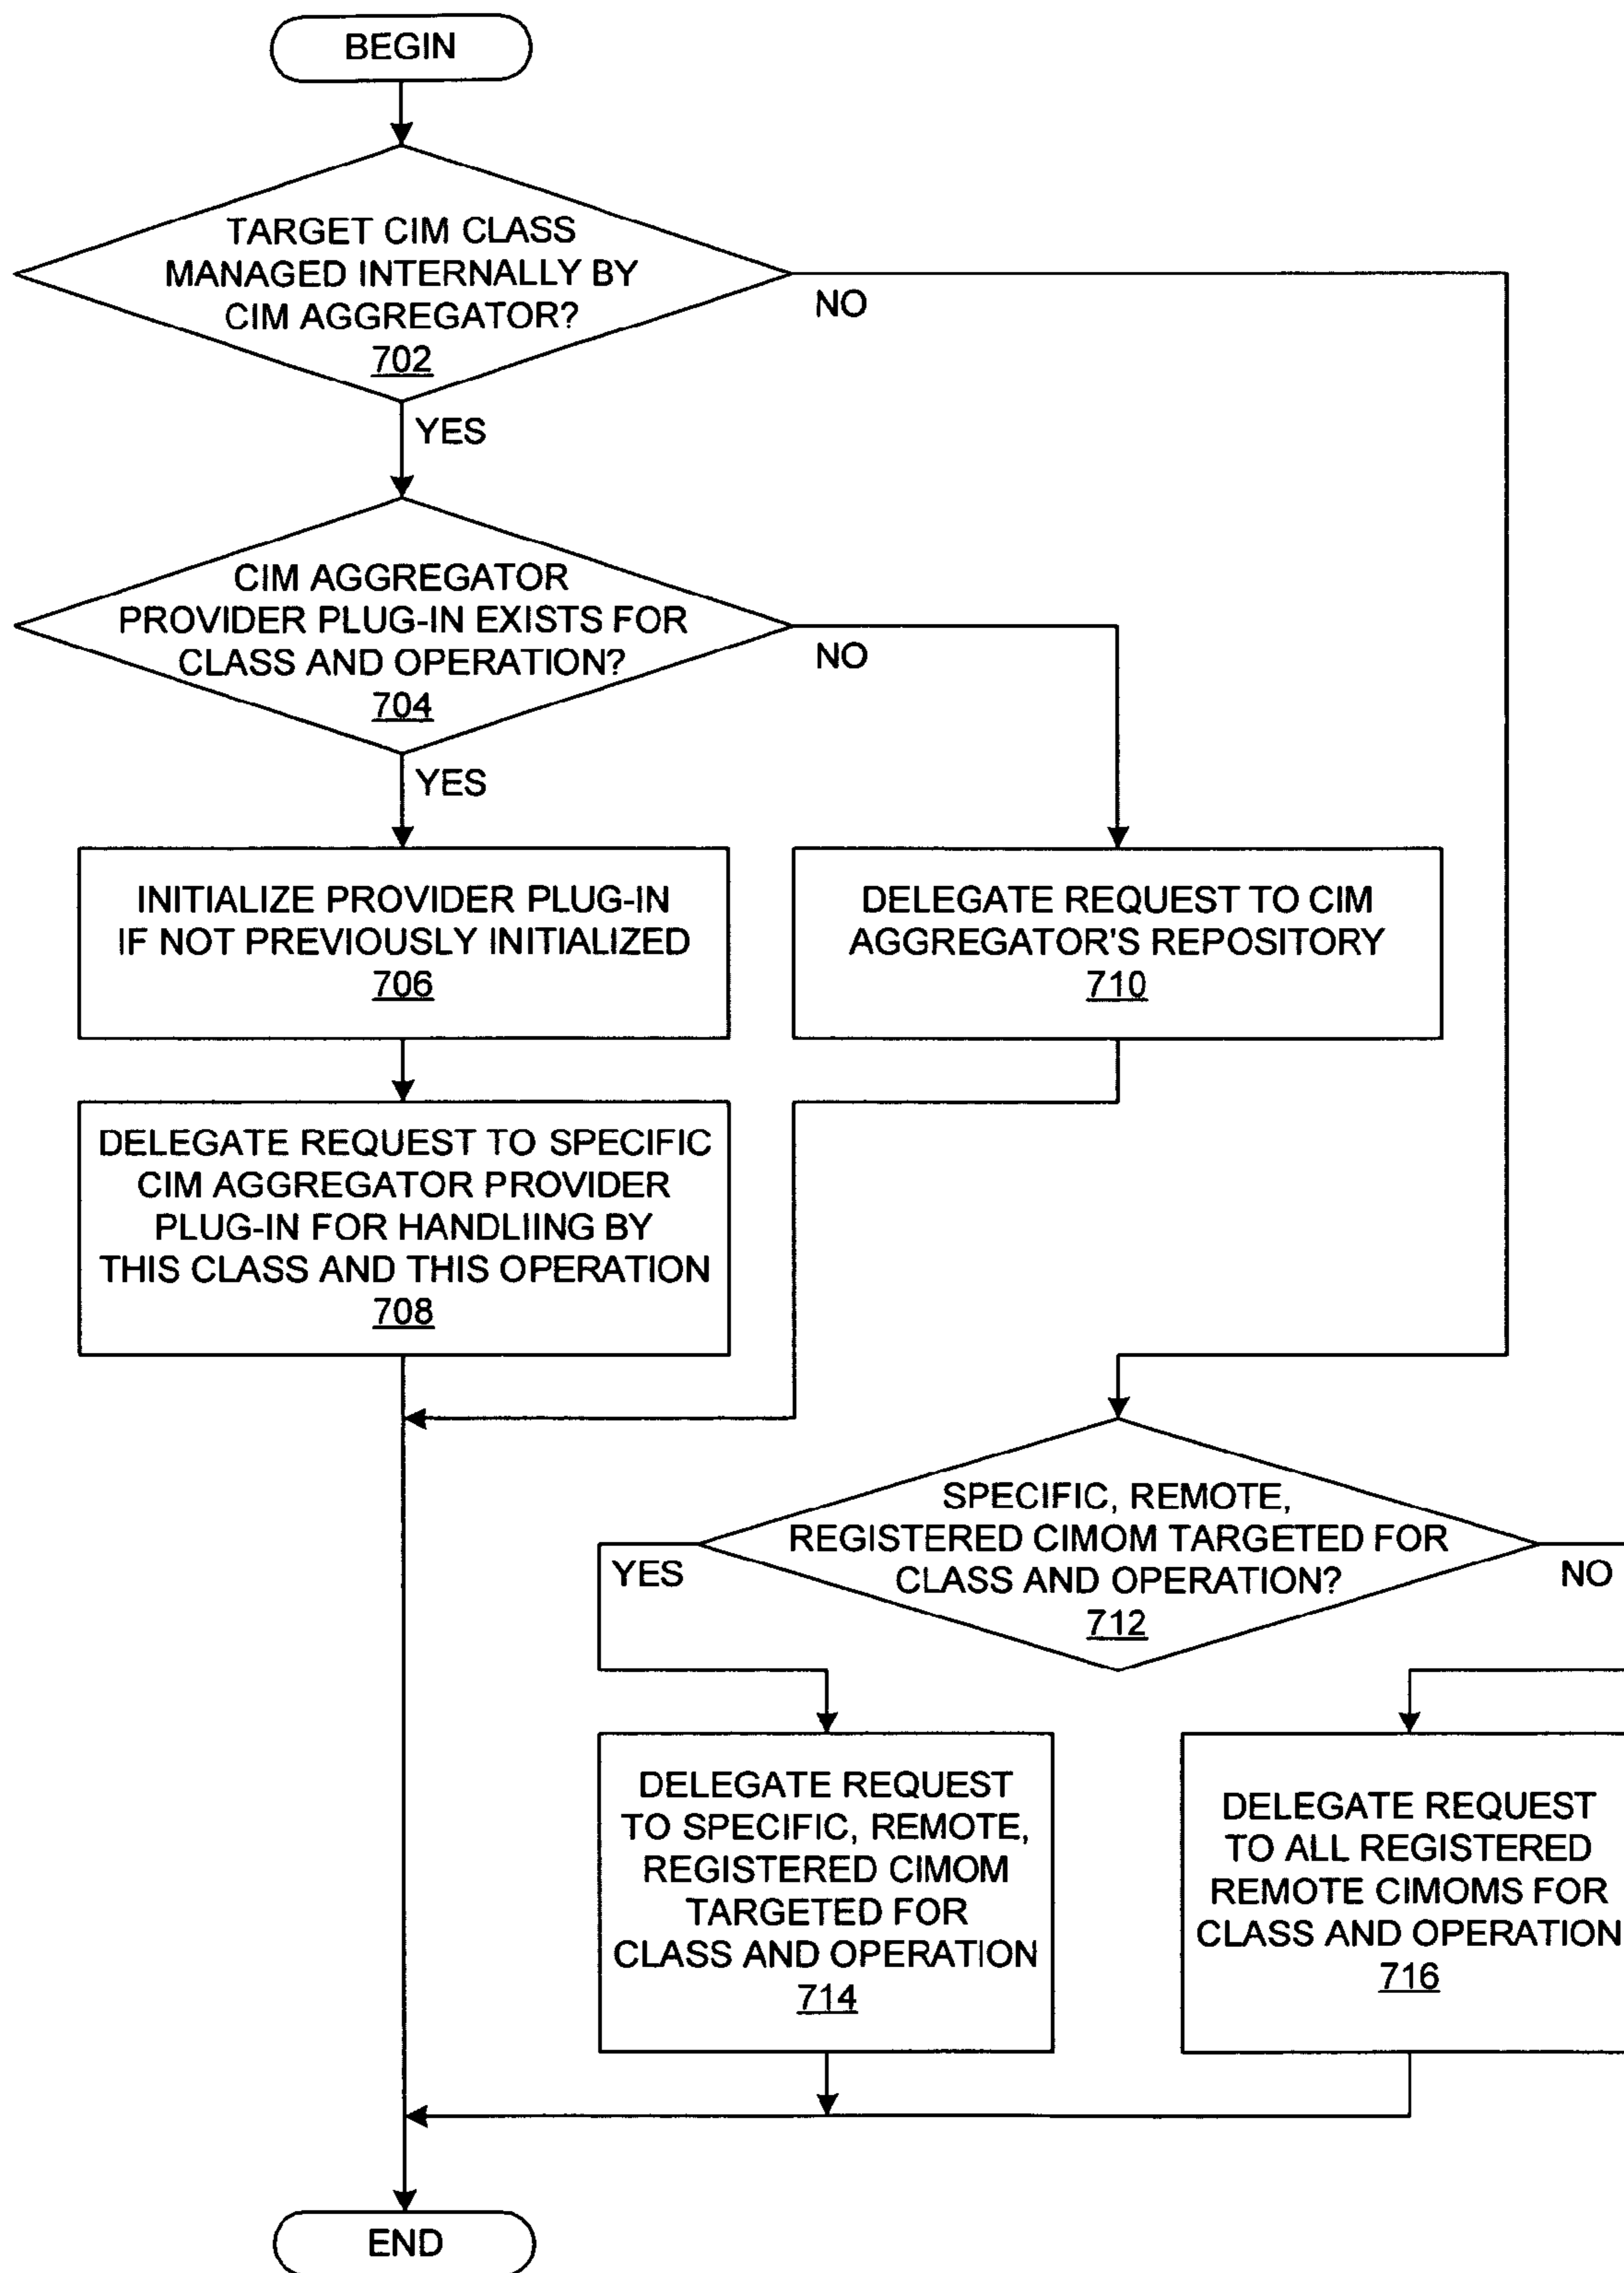 BEGIN
TARGET CIM CLASS
MANAGED INTERNALLY BY
CIM AGGREGATOR?
702
NO
YES
CIM AGGREGATOR
PROVIDER PLUG-IN EXISTS FOR
CLASS AND OPERATION?
704
NO
YES
INITIALIZE PROVIDER PLUG-IN
IF NOT PREVIOUSLY INITIALIZED
706
DELEGATE REQUEST TO CIM
AGGREGATOR'S REPOSITORY
710
DELEGATE REQUEST TO SPECIFIC
CIM AGGREGATOR PROVIDER
PLUG-IN FOR HANDLIING BY
THIS CLASS AND THIS OPERATION
708
SPECIFIC, REMOTE,
REGISTERED CIMOM TARGETED FOR
CLASS AND OPERATION?
712
YES
NO
DELEGATE REQUEST
TO SPECIFIC, REMOTE,
REGISTERED CIMOM
TARGETED FOR
CLASS AND OPERATION
714
DELEGATE REQUEST
TO ALL REGISTERED
REMOTE CIMOMS FOR
CLASS AND OPERATION
716
END